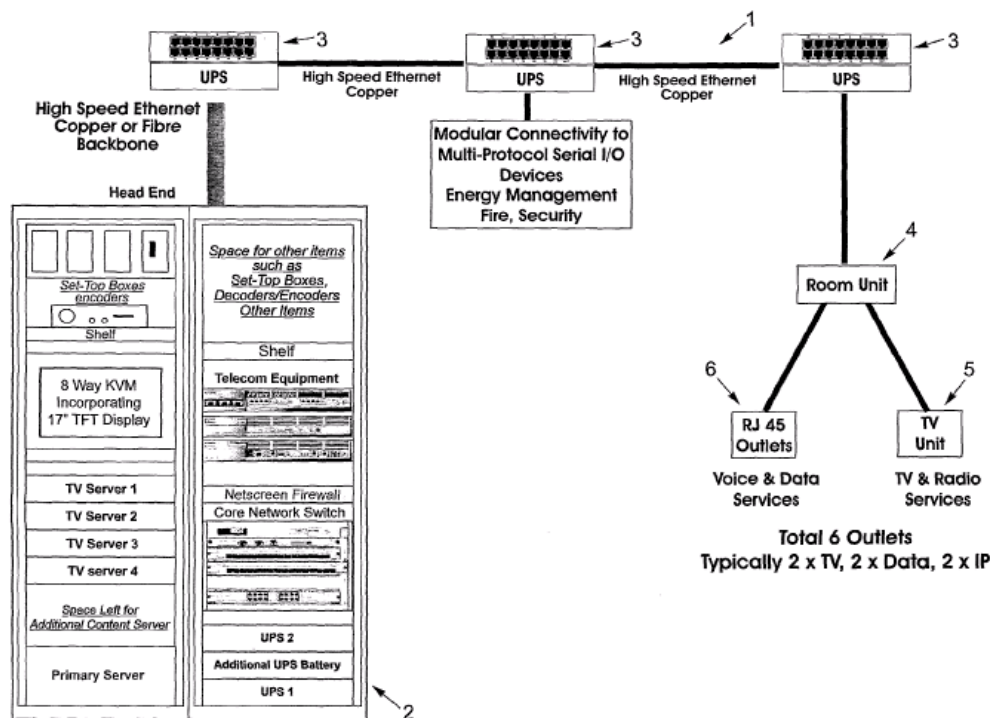 1
3
3
3
UPS
UPS
UPS
High Speed Ethernet
Copper
High Speed Ethernet
Copper
High Speed Ethernet
Copper or Fibre
Backbone
Modular Connectivity to
Multi-Protocol Serial I/O
Devices
Energy Management
Fire, Security
Head End
Set-Top Boxes
encoders
Shelf
8 Way KVM
Incorporating
17" TFT Display
TV Server 1
TV Server 2
TV Server 3
TV server 4
Space Left for
Additional Content Server
Primary Server
Space for other items
such as
Set-Top Boxes,
Decoders/Encoders
Other Items
Shelf
Telecom Equipment
Netscreen Firewall
Core Network Switch
UPS 2
Additional UPS Battery
UPS 1
2
4
Room Unit
6
5
RJ 45
Outlets
TV
Unit
Voice & Data
Services
TV & Radio
Services
Total 6 Outlets
Typically 2 x TV, 2 x Data, 2 x IP